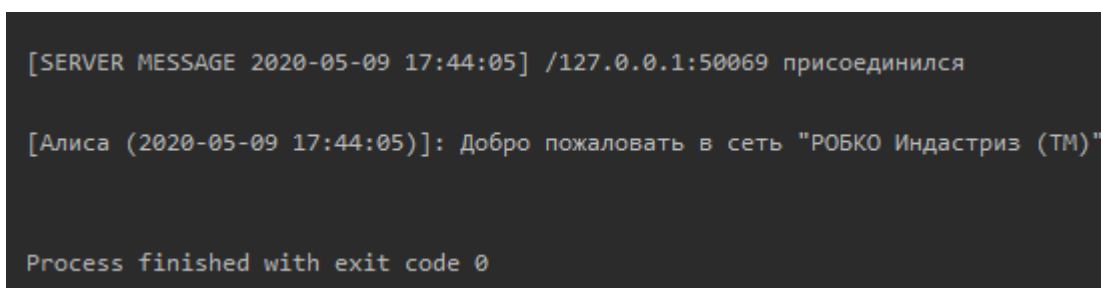 [SERVER MESSAGE 2020-05-09 17:44:05] /127.0.0.1:50069 присоединился
[Алиса (2020-05-09 17:44:05)]: Добро пожаловать в сеть "РОБКО Индастриз (ТМ)"
Process finished with exit code 0